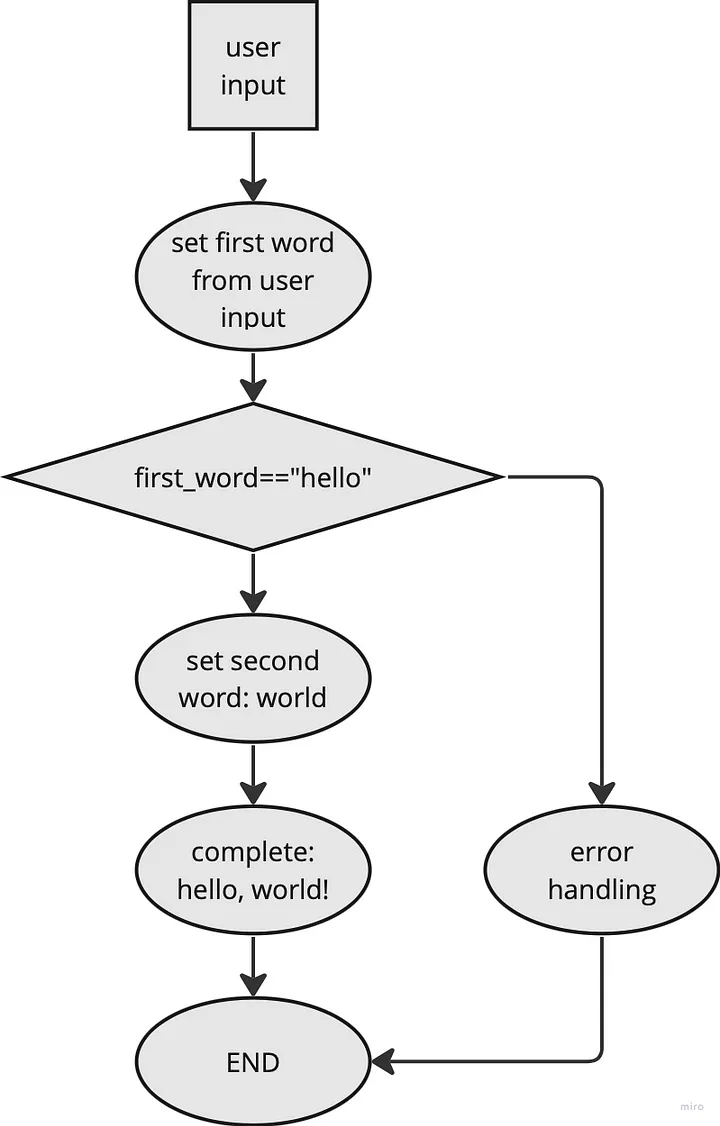 user
input
set first word
from user
input
first_word=="hello"
set second
word: world
complete:
hello, world!
error
handling
END
miro